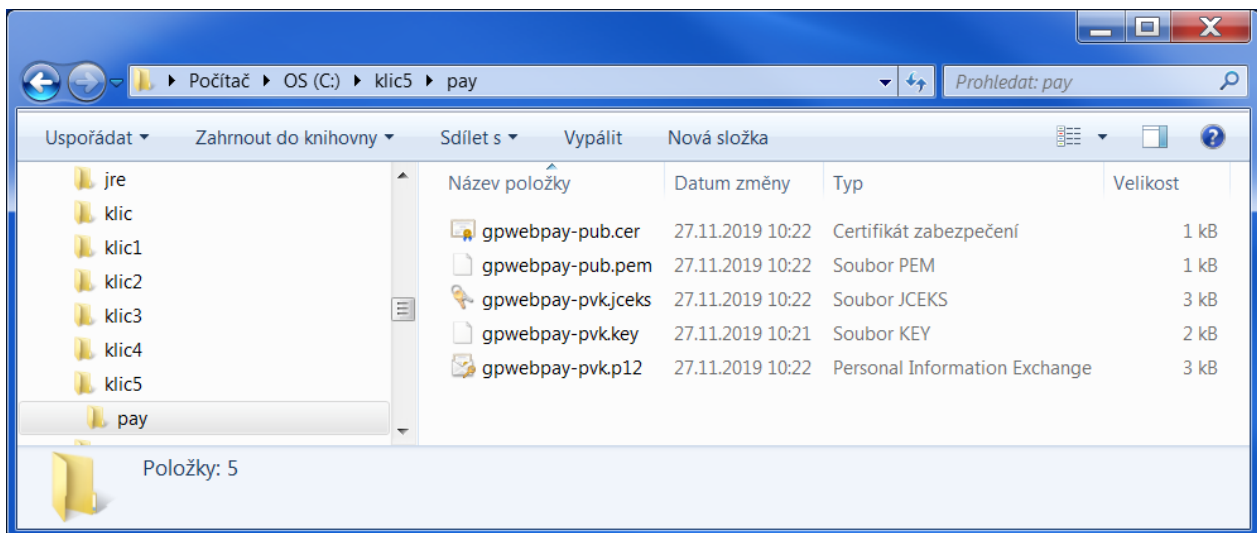 Počítač ▸ OS (C:) ▸ klic5 ▸ pay
Prohledat: pay
Uspořádat Zahrnout do knihovny Sdílet s Vypálit Nová složka
jre
klic
klic1
klic2
klic3
klic4
klic5
pay
Název položky Datum změny Typ Velikost
gpwebpay-pub.cer 27.11.2019 10:22 Certifikát zabezpečení 1 kB
gpwebpay-pub.pem 27.11.2019 10:22 Soubor PEM 1 kB
gpwebpay-pvk.jceks 27.11.2019 10:22 Soubor JCEKS 3 kB
gpwebpay-pvk.key 27.11.2019 10:21 Soubor KEY 2 kB
gpwebpay-pvk.p12 27.11.2019 10:22 Personal Information Exchange 3 kB
Položky: 5